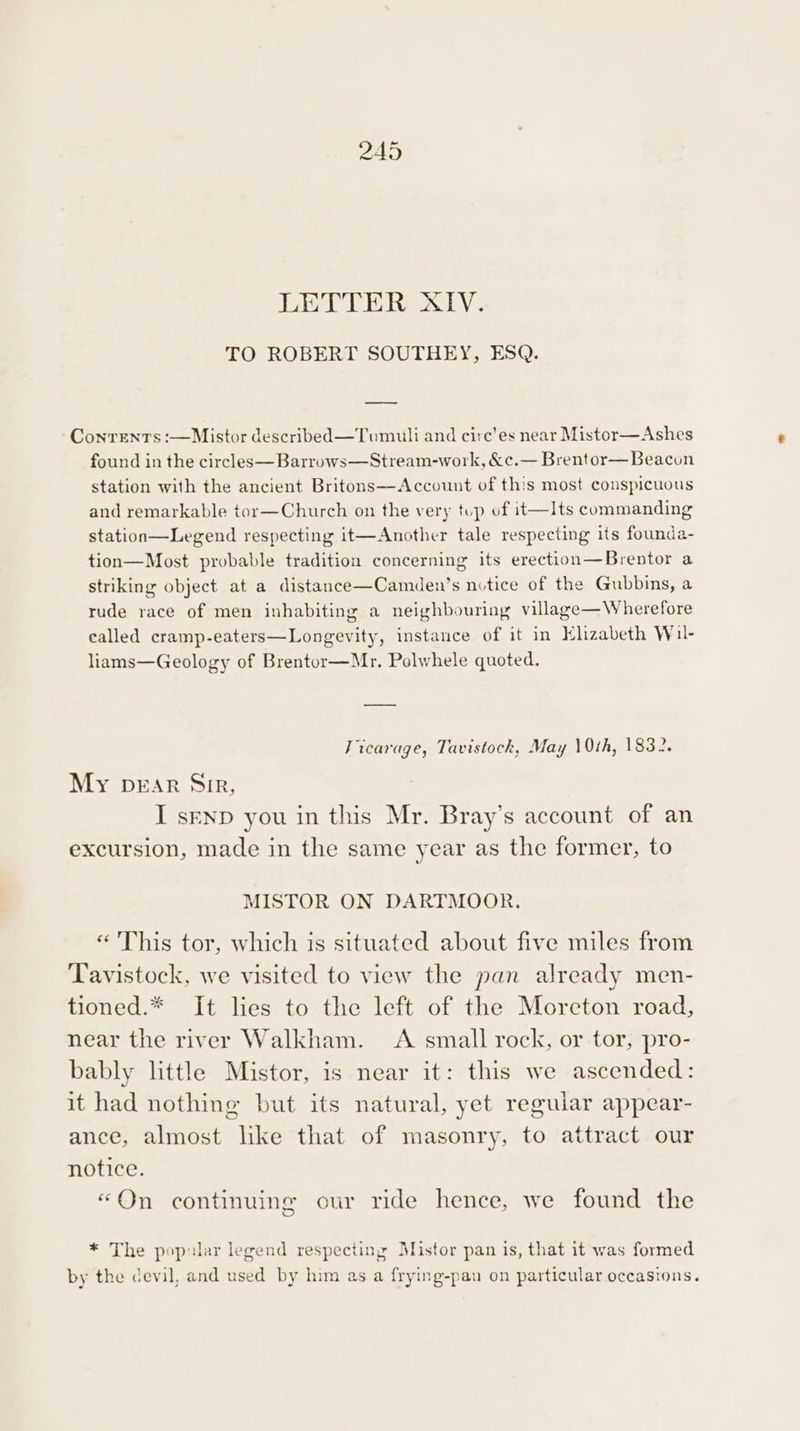 245
LETTER XIV.
TO ROBERT SOUTHEY, ESQ.
Contents:—Mistor described—Tumuli and circles near Mistor—Ashes
found in the circles—Barrows—Stream-work, &c.—Brentor—Beacon
station with the ancient Britons—Account of this most conspicuous
and remarkable tor—Church on the very top of it—Its commanding
station—Legend respecting it—Another tale respecting its founda-
tion—Most probable tradition concerning its erection—Brentor a
striking object at a distance—Camden's notice of the Gubbins, a
rude race of men inhabiting a neighbouring village—Wherefore
called cramp-eaters—Longevity, instance of it in Elizabeth Wil-
liams—Geology of Brentor—Mr. Polwhele quoted.
Vicarage, Tavistock, May 10th, 1832.
My dear Sir,
I send you in this Mr. Bray's account of an
excursion, made in the same year as the former, to
MISTOR ON DARTMOOR.
“This tor, which is situated about five miles from
Tavistock, we visited to view the pan already men-
tioned.* It lies to the left of the Moreton road,
near the river Walkham. A small rock, or tor, pro-
bably little Mistor, is near it: this we ascended:
it had nothing but its natural, yet regular appear-
ance, almost like that of masonry, to attract our
notice.
“On continuing our ride hence, we found the
* The popular legend respecting Mistor pan is, that it was formed
by the devil, and used by him as a frying-pan on particular occasions.